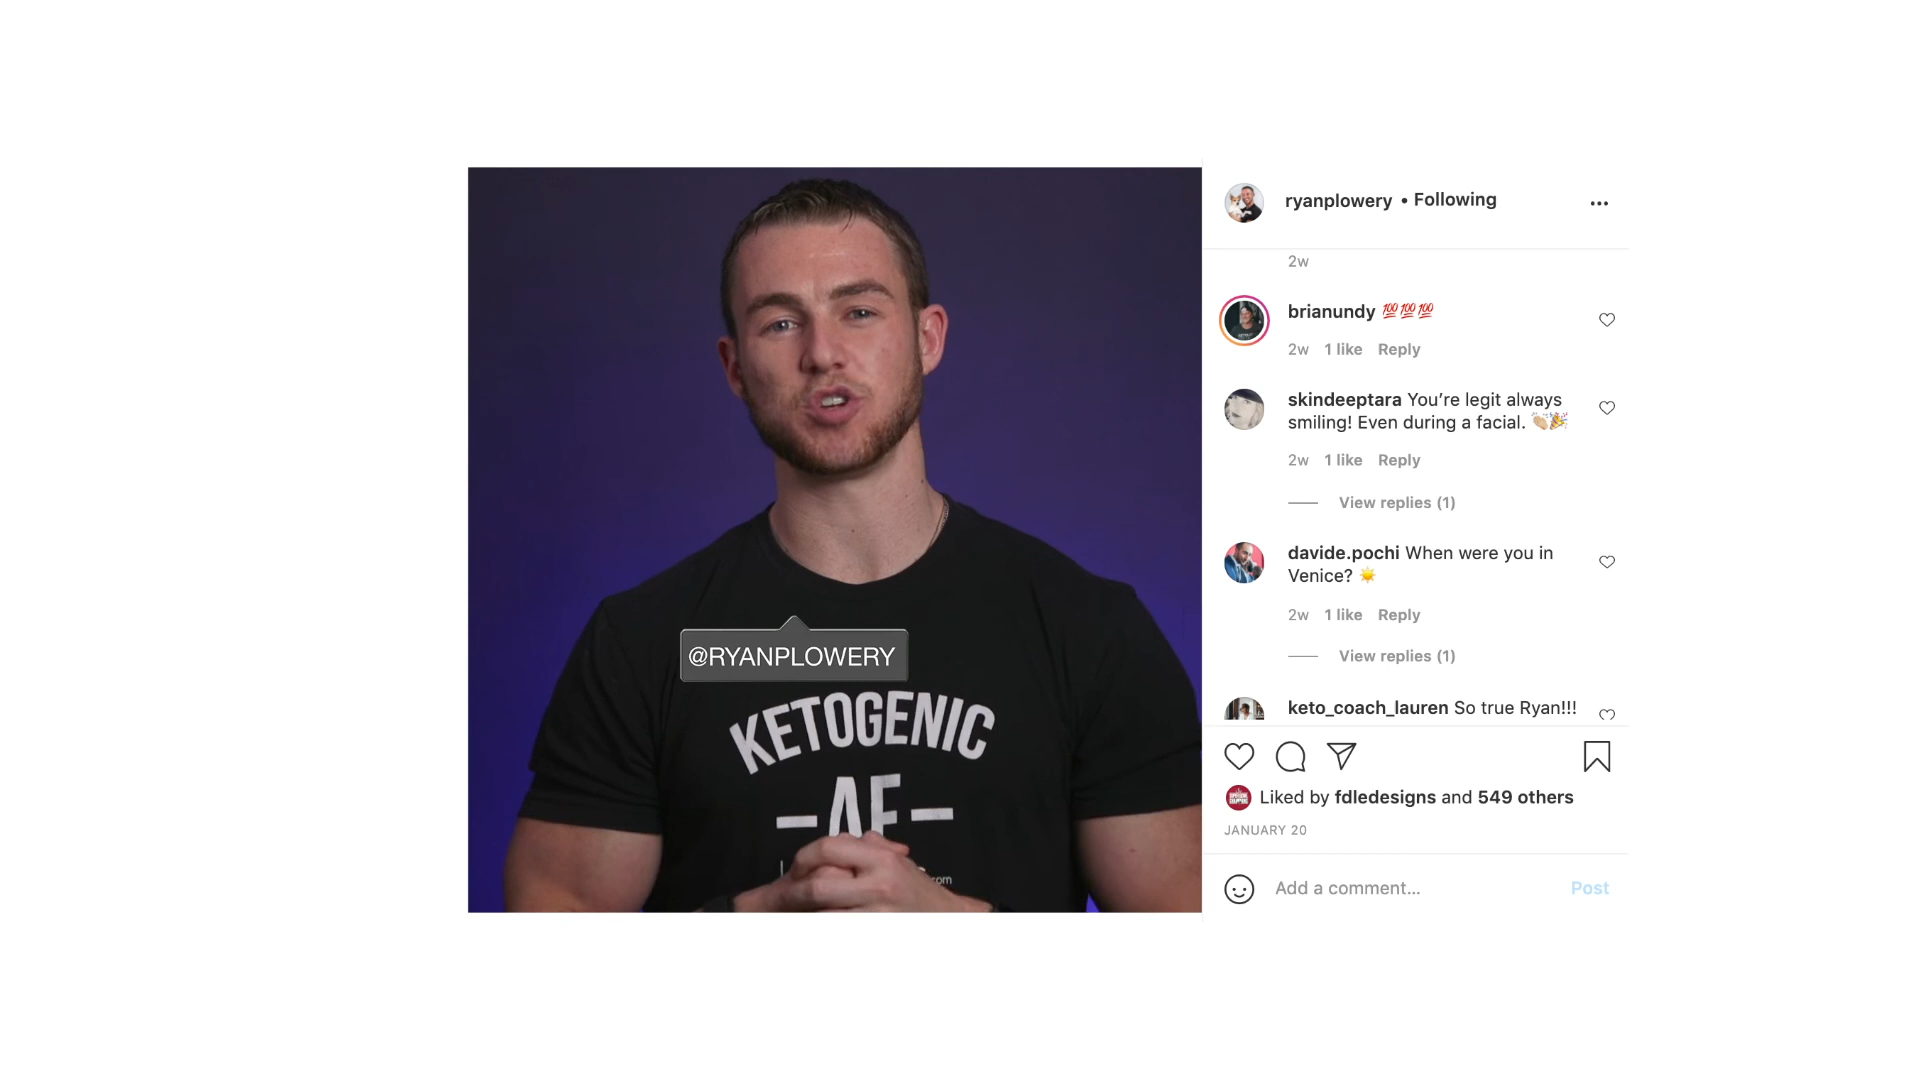 ryanplowery • Following
2w
brianundy 💯💯💯
2w 1 like Reply
skindeeptara You’re legit always
smiling! Even during a facial. 👏🏼🎉
2w 1 like Reply
View replies (1)
davide.pochi When were you in
Venice? ☀️
2w 1 like Reply
View replies (1)
keto_coach_lauren So true Ryan!!!
Liked by fdledesigns and 549 others
JANUARY 20
Add a comment... Post
@RYANPLOWERY
KETOGENIC
-AF-
.com